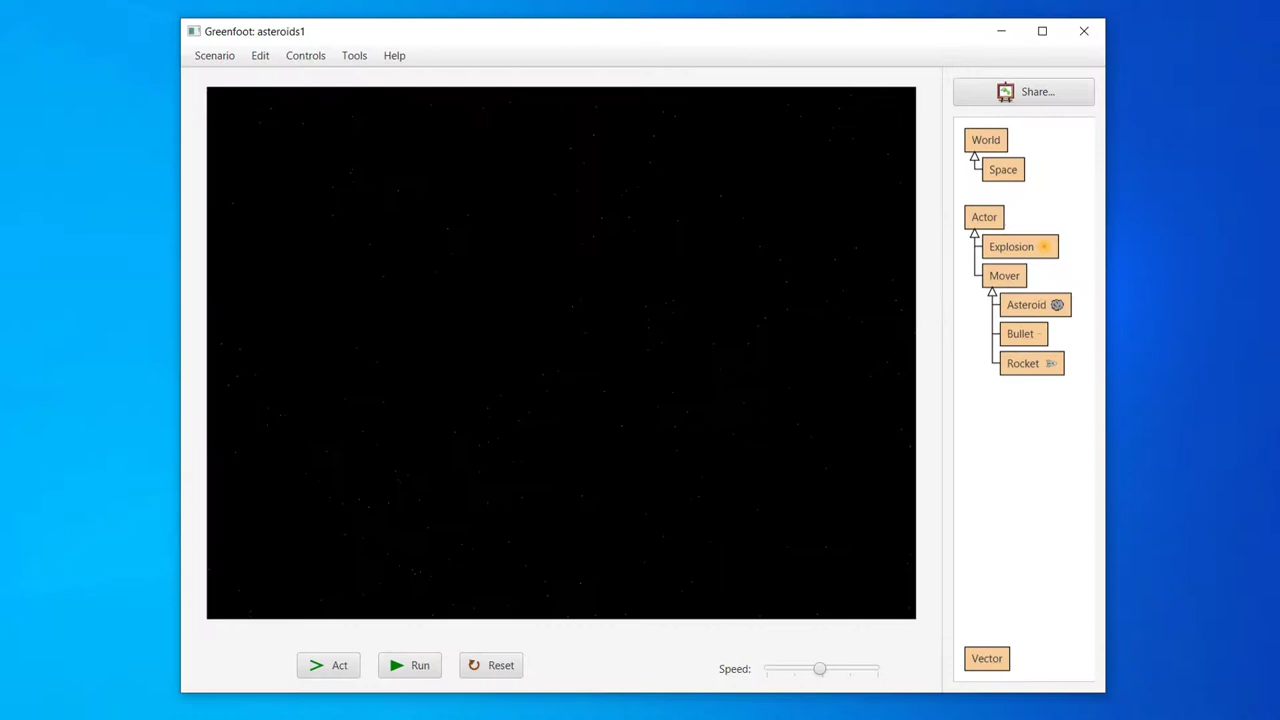 Greenfoot: asteroids1
Scenario Edit Controls Tools Help
Share...
World
Space
Actor
Explosion
Mover
Asteroid
Bullet
Rocket
Vector
Act Run Reset Speed: